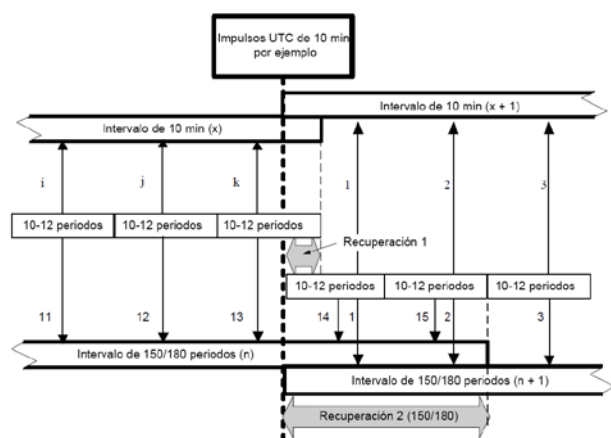 Impulsos UTC de 10 min
por ejemplo
Intervalo de 10 min (x + 1)
Intervalo de 10 min (x)
i
j
k
1
2
3
10-12 periodos
10-12 periodos
10-12 periodos
Recuperación 1
10-12 periodos
10-12 periodos
10-12 periodos
11
12
13
14
1
15
2
3
Intervalo de 150/180 periodos (n)
Intervalo de 150/180 periodos (n + 1)
Recuperación 2 (150/180)